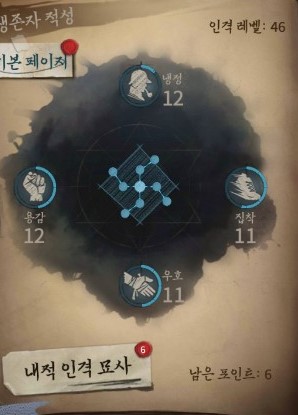 생존자 적성
인격 레벨: 46
기본 페이지
냉정
12
용감
12
집착
11
우호
11
내적 인격 묘사
6
남은 포인트: 6